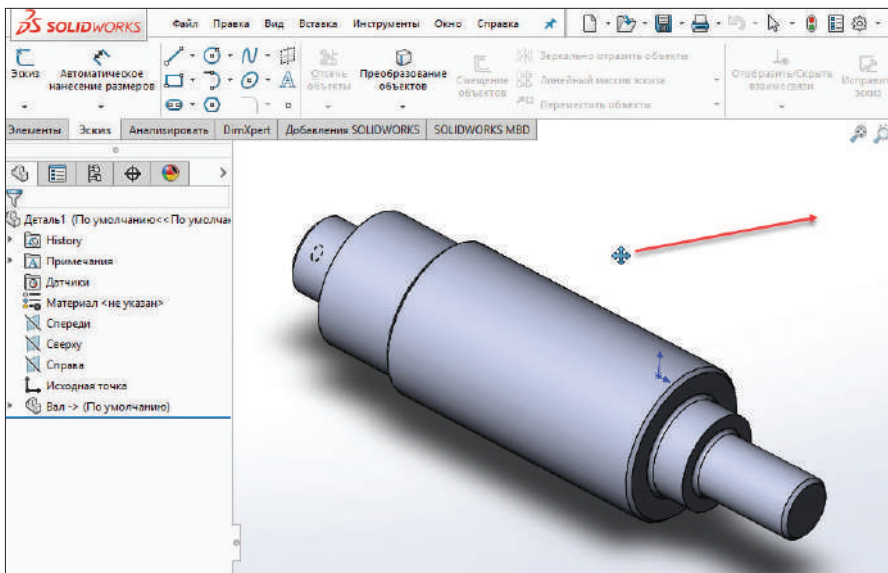 SOLIDWORKS
Файл Правка Вид Вставка Инструменты Окно Справка
Эскиз
Автоматическое нанесение размеров
Отсечь объекты
Преобразование объектов
Смещение объектов
Зеркально отразить объекты
Линейный массив эскиза
Переместить объекты
Отобразить/Скрыть взаимосвязи
Исправить эскиз
Элементы Эскиз Анализировать DimXpert Добавления SOLIDWORKS SOLIDWORKS MBD
Деталь1 (По умолчанию<<По умолчан
History
Примечания
Датчики
Материал <не указан>
Спереди
Сверху
Справа
Исходная точка
Вал -> (По умолчанию)